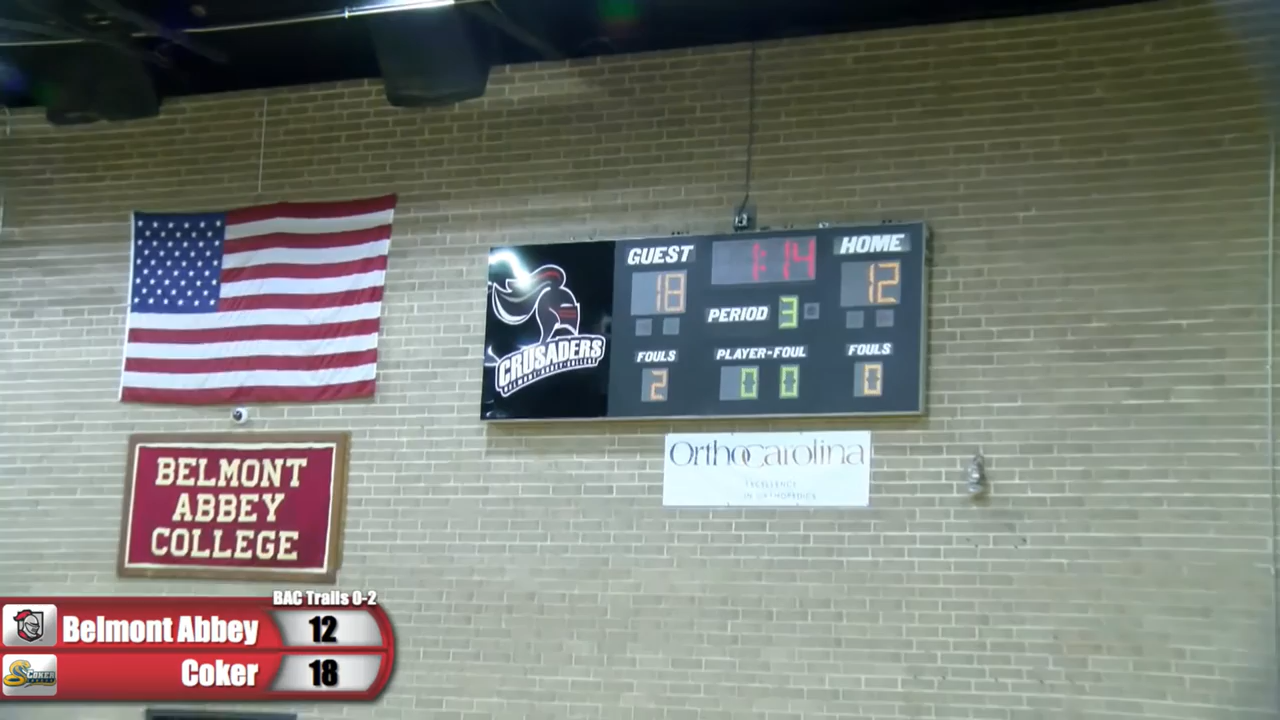 GUEST
1:14
HOME
18
12
PERIOD 3
CRUSADERS
BELMONT ABBEY COLLEGE
FOULS
PLAYER-FOUL
FOULS
2
0 0
0
OrthoCarolina
EXCELLENCE
IN ORTHOPEDICS
BELMONT
ABBEY
COLLEGE
BAC Trails 0-2
Belmont Abbey 12
COKER
Coker 18